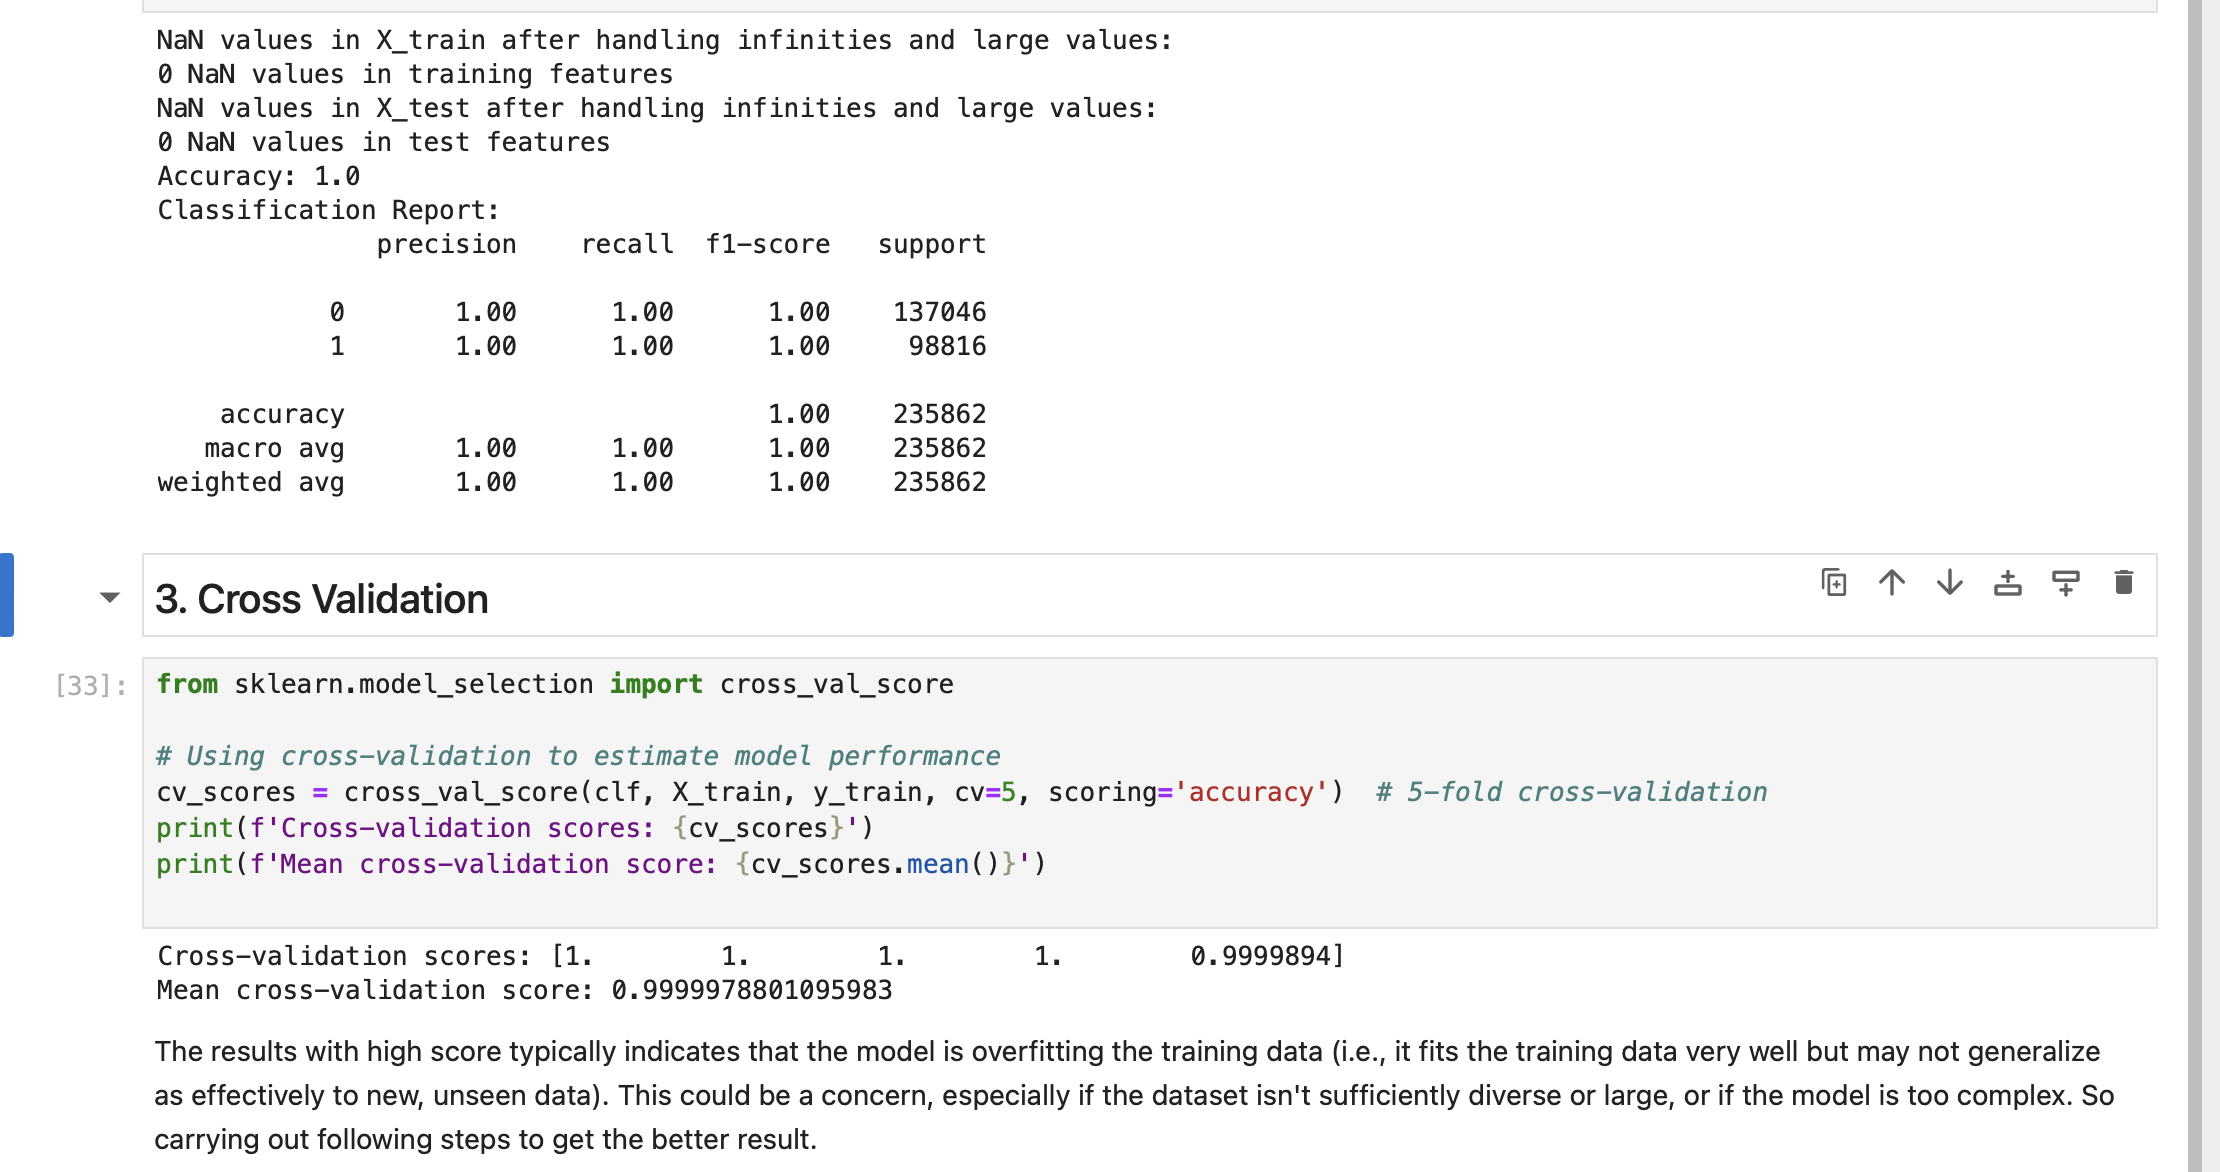 NaN values in X_train after handling infinities and large values:
0 NaN values in training features
NaN values in X_test after handling infinities and large values:
0 NaN values in test features
Accuracy: 1.0
Classification Report:
precision recall f1-score support
0 1.00 1.00 1.00 137046
1 1.00 1.00 1.00 98816
accuracy 1.00 235862
macro avg 1.00 1.00 1.00 235862
weighted avg 1.00 1.00 1.00 235862
3. Cross Validation
[33]:
from sklearn.model_selection import cross_val_score
# Using cross-validation to estimate model performance
cv_scores = cross_val_score(clf, X_train, y_train, cv=5, scoring='accuracy')  # 5-fold cross-validation
print(f'Cross-validation scores: {cv_scores}')
print(f'Mean cross-validation score: {cv_scores.mean()}')
Cross-validation scores: [1. 1. 1. 1. 0.9999894]
Mean cross-validation score: 0.9999978801095983
The results with high score typically indicates that the model is overfitting the training data (i.e., it fits the training data very well but may not generalize
as effectively to new, unseen data). This could be a concern, especially if the dataset isn't sufficiently diverse or large, or if the model is too complex. So
carrying out following steps to get the better result.